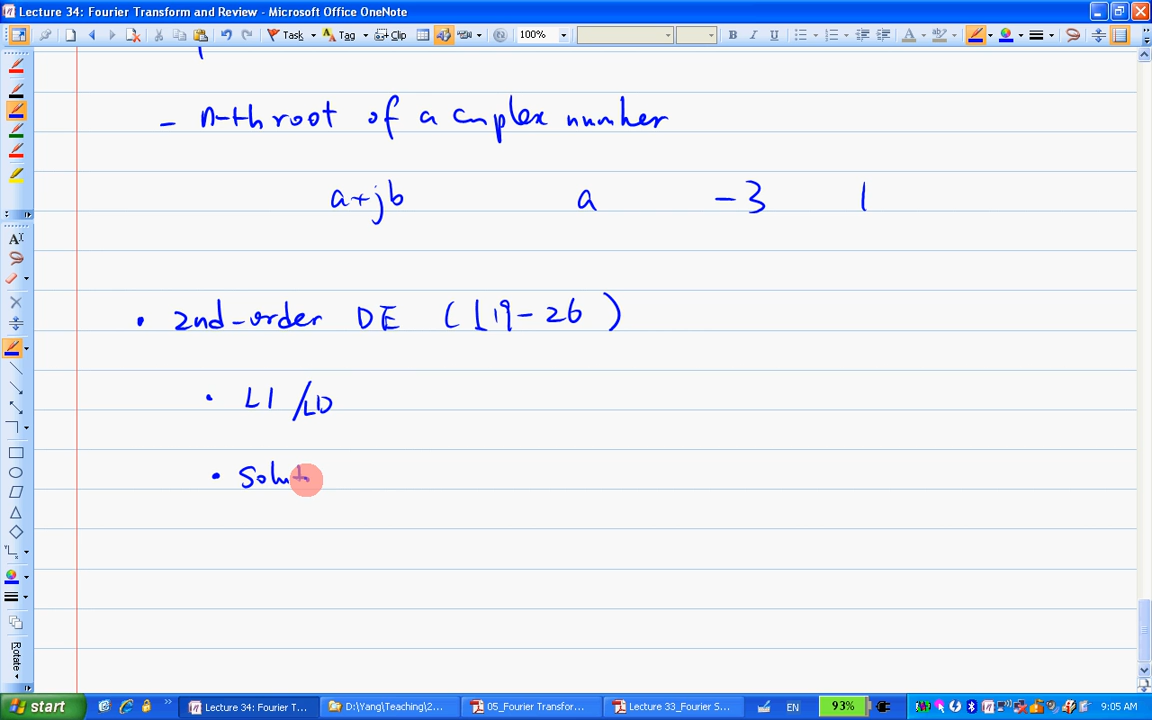 Lecture 34: Fourier Transform and Review - Microsoft Office OneNote
Task Tag Clip 100% B I U
- n-th root of a complex number
a+jb a -3 1
• 2nd-order DE (L19-26)
• LI/LD
• Solut
Rotate
start Lecture 34: Fourier T... D:\Yang\Teaching\2... 05_Fourier Transfor... Lecture 33_Fourier S... EN 93% 9:05 AM